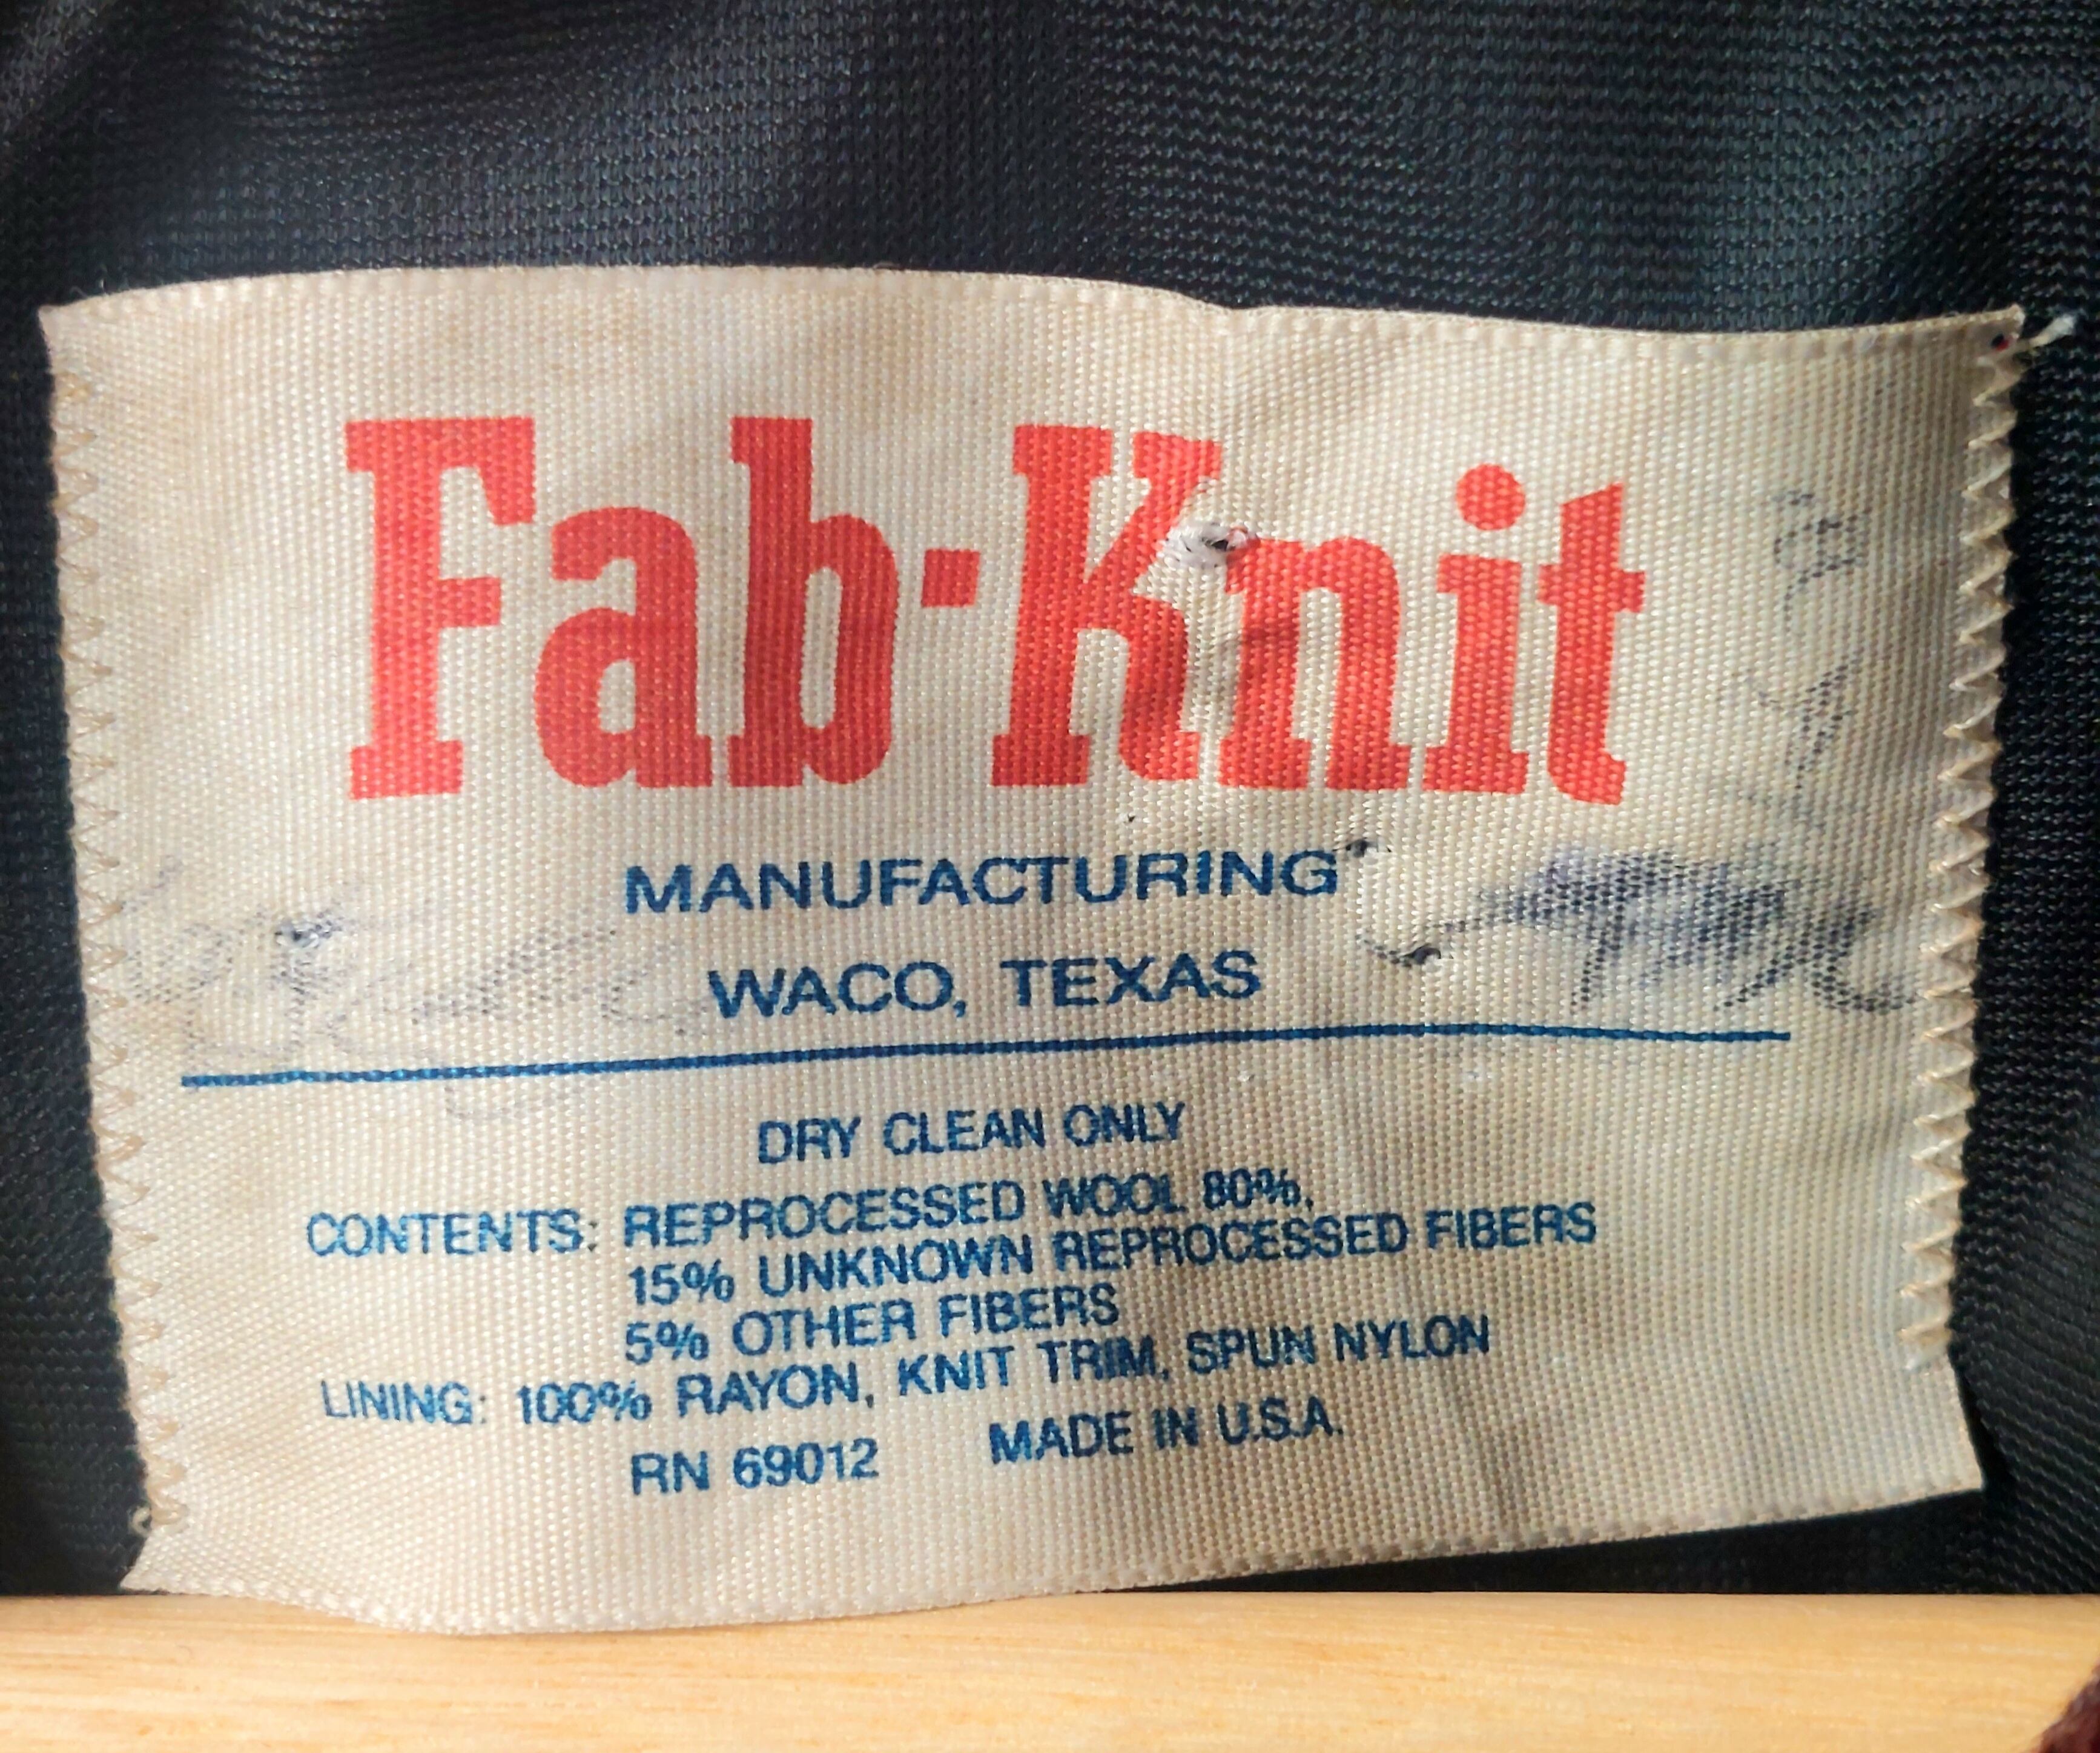 Fab-Knit
MANUFACTURING
WACO, TEXAS
DRY CLEAN ONLY
CONTENTS: REPROCESSED WOOL 80%,
15% UNKNOWN REPROCESSED FIBERS
5% OTHER FIBERS
LINING: 100% RAYON, KNIT TRIM, SPUN NYLON
RN 69012 MADE IN U.S.A.